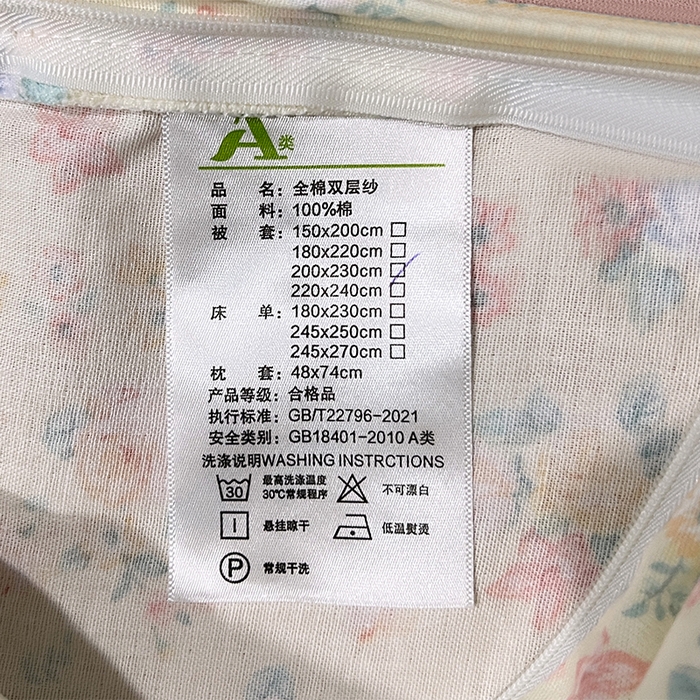 A类
品 名：全棉双层纱
面 料：100%棉
被 套：150x200cm
180x220cm
200x230cm
220x240cm
床 单：180x230cm
245x250cm
245x270cm
枕 套：48x74cm
产品等级：合格品
执行标准：GB/T22796-2021
安全类别：GB18401-2010 A类
洗涤说明WASHING INSTRCTIONS
30 最高洗涤温度 30℃常规程序 不可漂白
悬挂晾干 低温熨烫
P 常规干洗